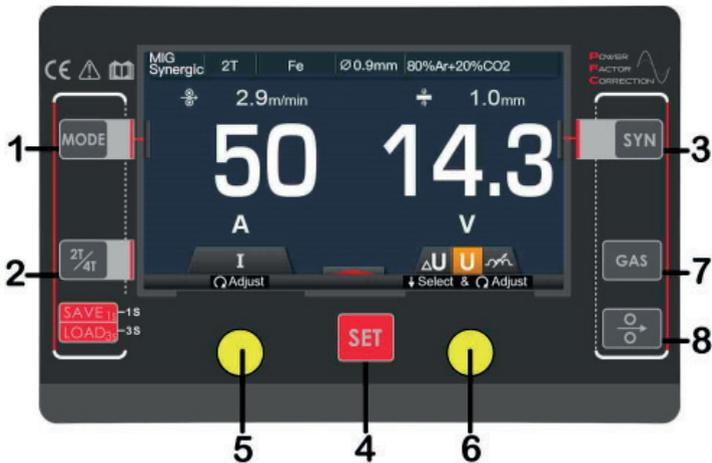 MIG Synergic 2T Fe Ø0.9mm 80%Ar+20%CO2
POWER
FACTOR
CORRECTION
2.9m/min 1.0mm
1 MODE
50 14.3
SYN 3
A V
2 2T/4T
I
ΔU U
Adjust
Select & Adjust
GAS 7
SAVE 1s 1S
LOAD 3s 3S
SET
8
5 4 6
CE